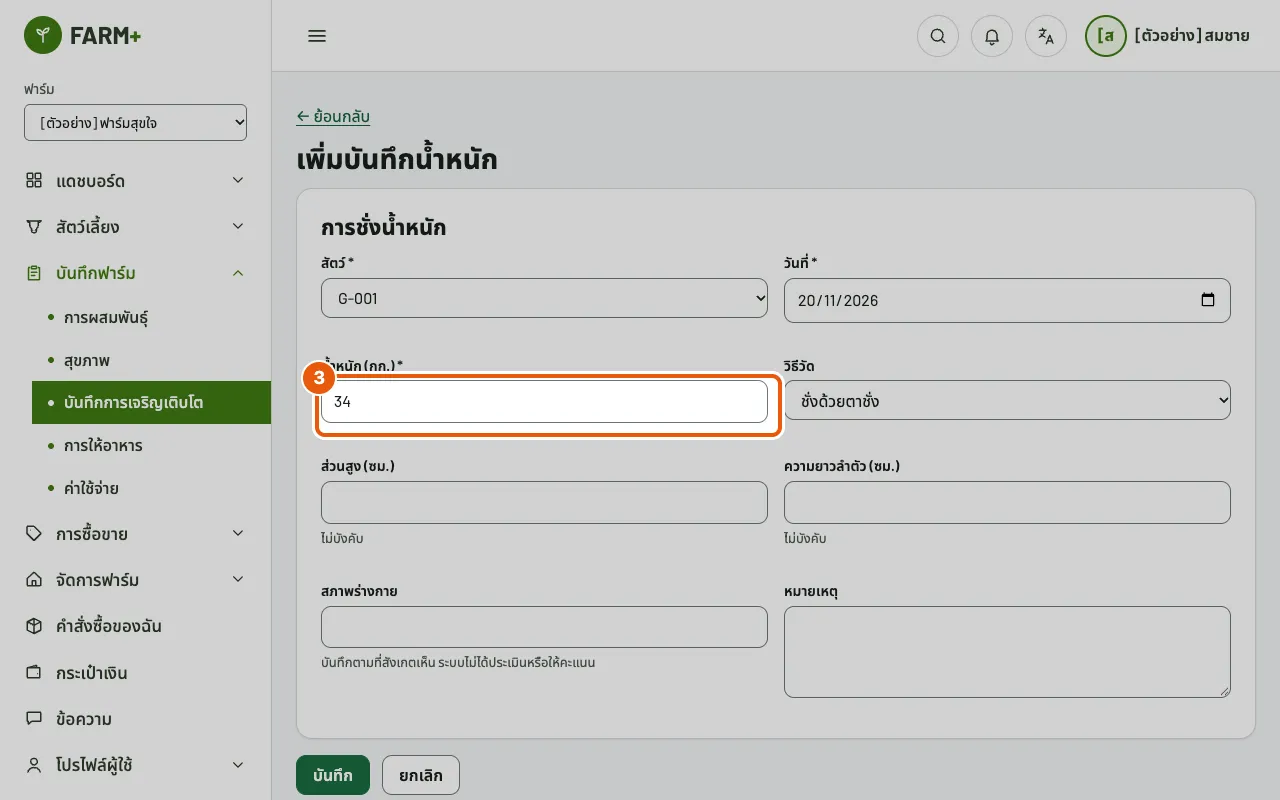 FARM+
[ส
[ตัวอย่าง] สมชาย
ฟาร์ม
[ตัวอย่าง] ฟาร์มสุขใจ
แดชบอร์ด
สัตว์เลี้ยง
บันทึกฟาร์ม
การผสมพันธุ์
สุขภาพ
บันทึกการเจริญเติบโต
การให้อาหาร
ค่าใช้จ่าย
การซื้อขาย
จัดการฟาร์ม
คำสั่งซื้อของฉัน
กระเป๋าเงิน
ข้อความ
โปรไฟล์ผู้ใช้
← ย้อนกลับ
เพิ่มบันทึกน้ำหนัก
การชั่งน้ำหนัก
สัตว์ *
วันที่ *
G-001
20/11/2026
น้ำหนัก (กก.) *
วิธีวัด
3
34
ชั่งด้วยตาชั่ง
ส่วนสูง (ซม.)
ความยาวลำตัว (ซม.)
ไม่บังคับ
ไม่บังคับ
สภาพร่างกาย
หมายเหตุ
บันทึกตามที่สังเกตเห็น ระบบไม่ได้ประเมินหรือให้คะแนน
บันทึก
ยกเลิก